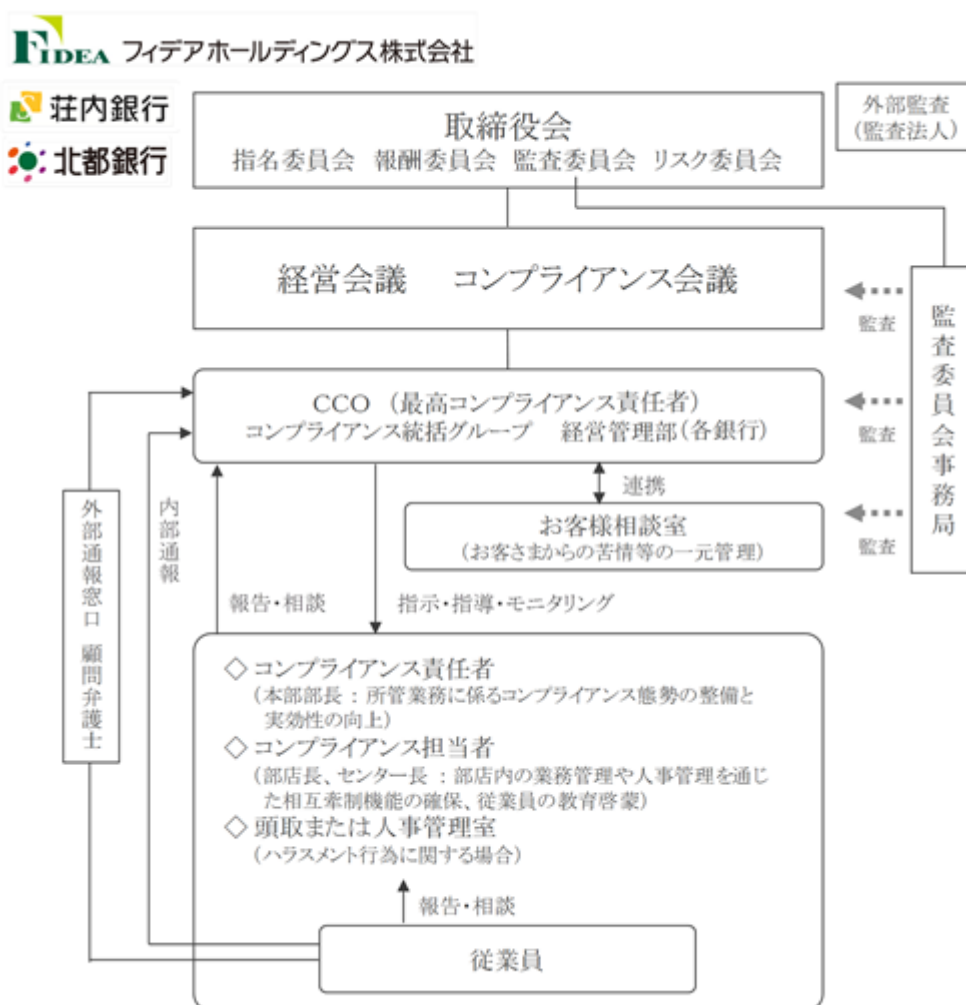 FIDEA フィデアホールディングス株式会社
荘内銀行
北都銀行
取締役会
指名委員会 報酬委員会 監査委員会 リスク委員会
外部監査
(監査法人)
経営会議 コンプライアンス会議
監査
監査委員会事務局
CCO (最高コンプライアンス責任者)
コンプライアンス統括グループ 経営管理部(各銀行)
監査
連携
お客様相談室
(お客さまからの苦情等の一元管理)
監査
外部通報窓口 顧問弁護士
内部通報
報告・相談
指示・指導・モニタリング
◇ コンプライアンス責任者
(本部部長 : 所管業務に係るコンプライアンス態勢の整備と
実効性の向上)
◇ コンプライアンス担当者
(部店長、センター長 : 部店内の業務管理や人事管理を通じ
た相互牽制機能の確保、従業員の教育啓蒙)
◇ 頭取または人事管理室
(ハラスメント行為に関する場合)
報告・相談
従業員